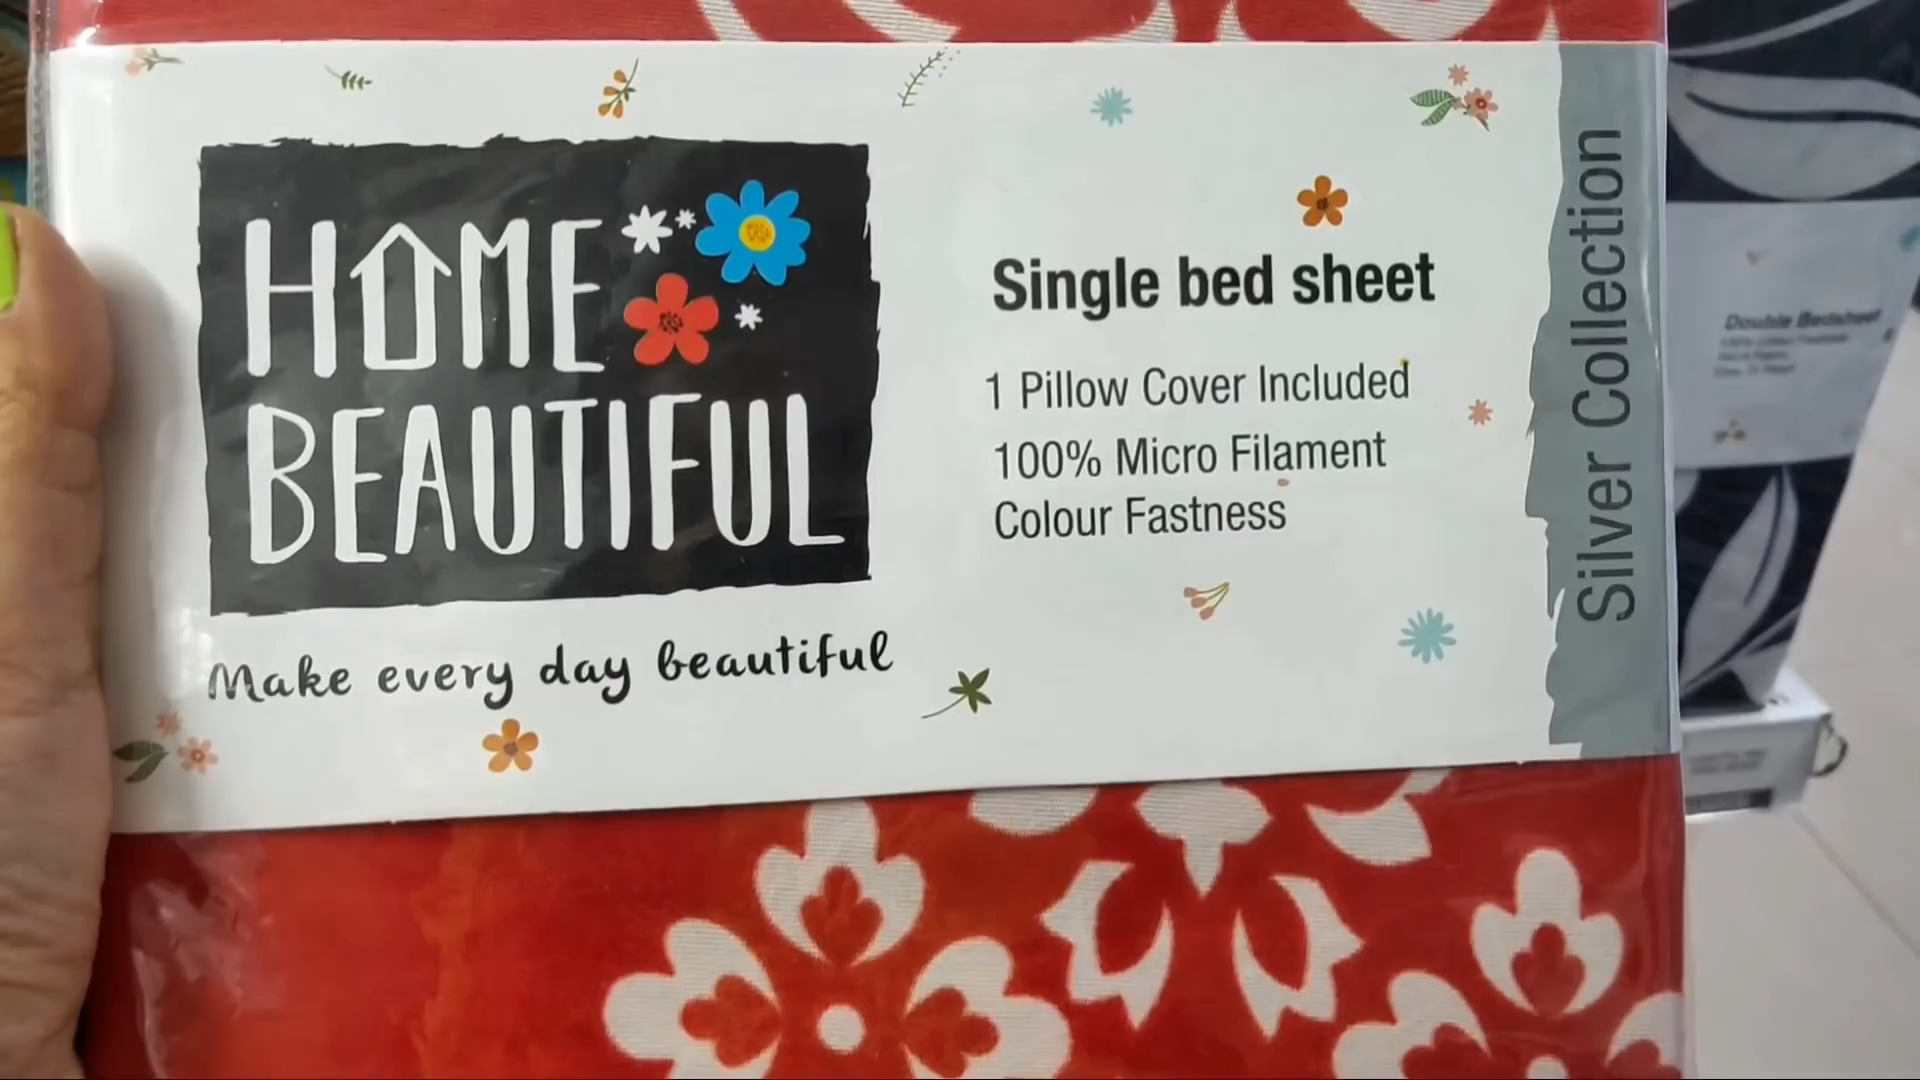 HOME
BEAUTIFUL
Make every day beautiful
Single bed sheet
1 Pillow Cover Included
100% Micro Filament
Colour Fastness
Silver Collection
Double Bedsheet